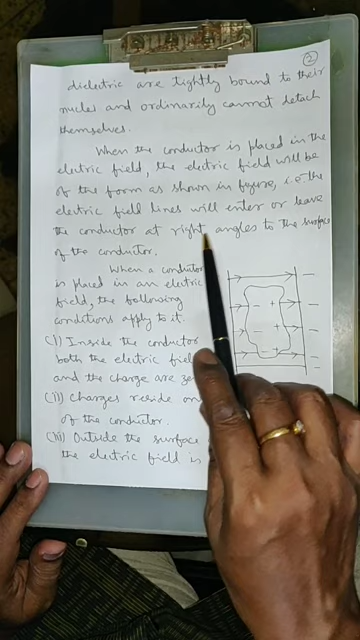 (2)
dielectric are tightly bound to their
nuclei and ordinarily cannot detach
themselves.
When the conductor is placed in the
electric field, the electric field will be
of the form as shown in figure, i.e. the
electric field lines will enter or leave
the conductor at right angles to the surface
of the conductor.
When a conductor
is placed in an electric
field, the following
conditions apply to it.
(i) Inside the conductor
both the electric field
and the charge are
(ii) Charges reside on
of the conductor.
(iii) Outside the surface
the electric field is